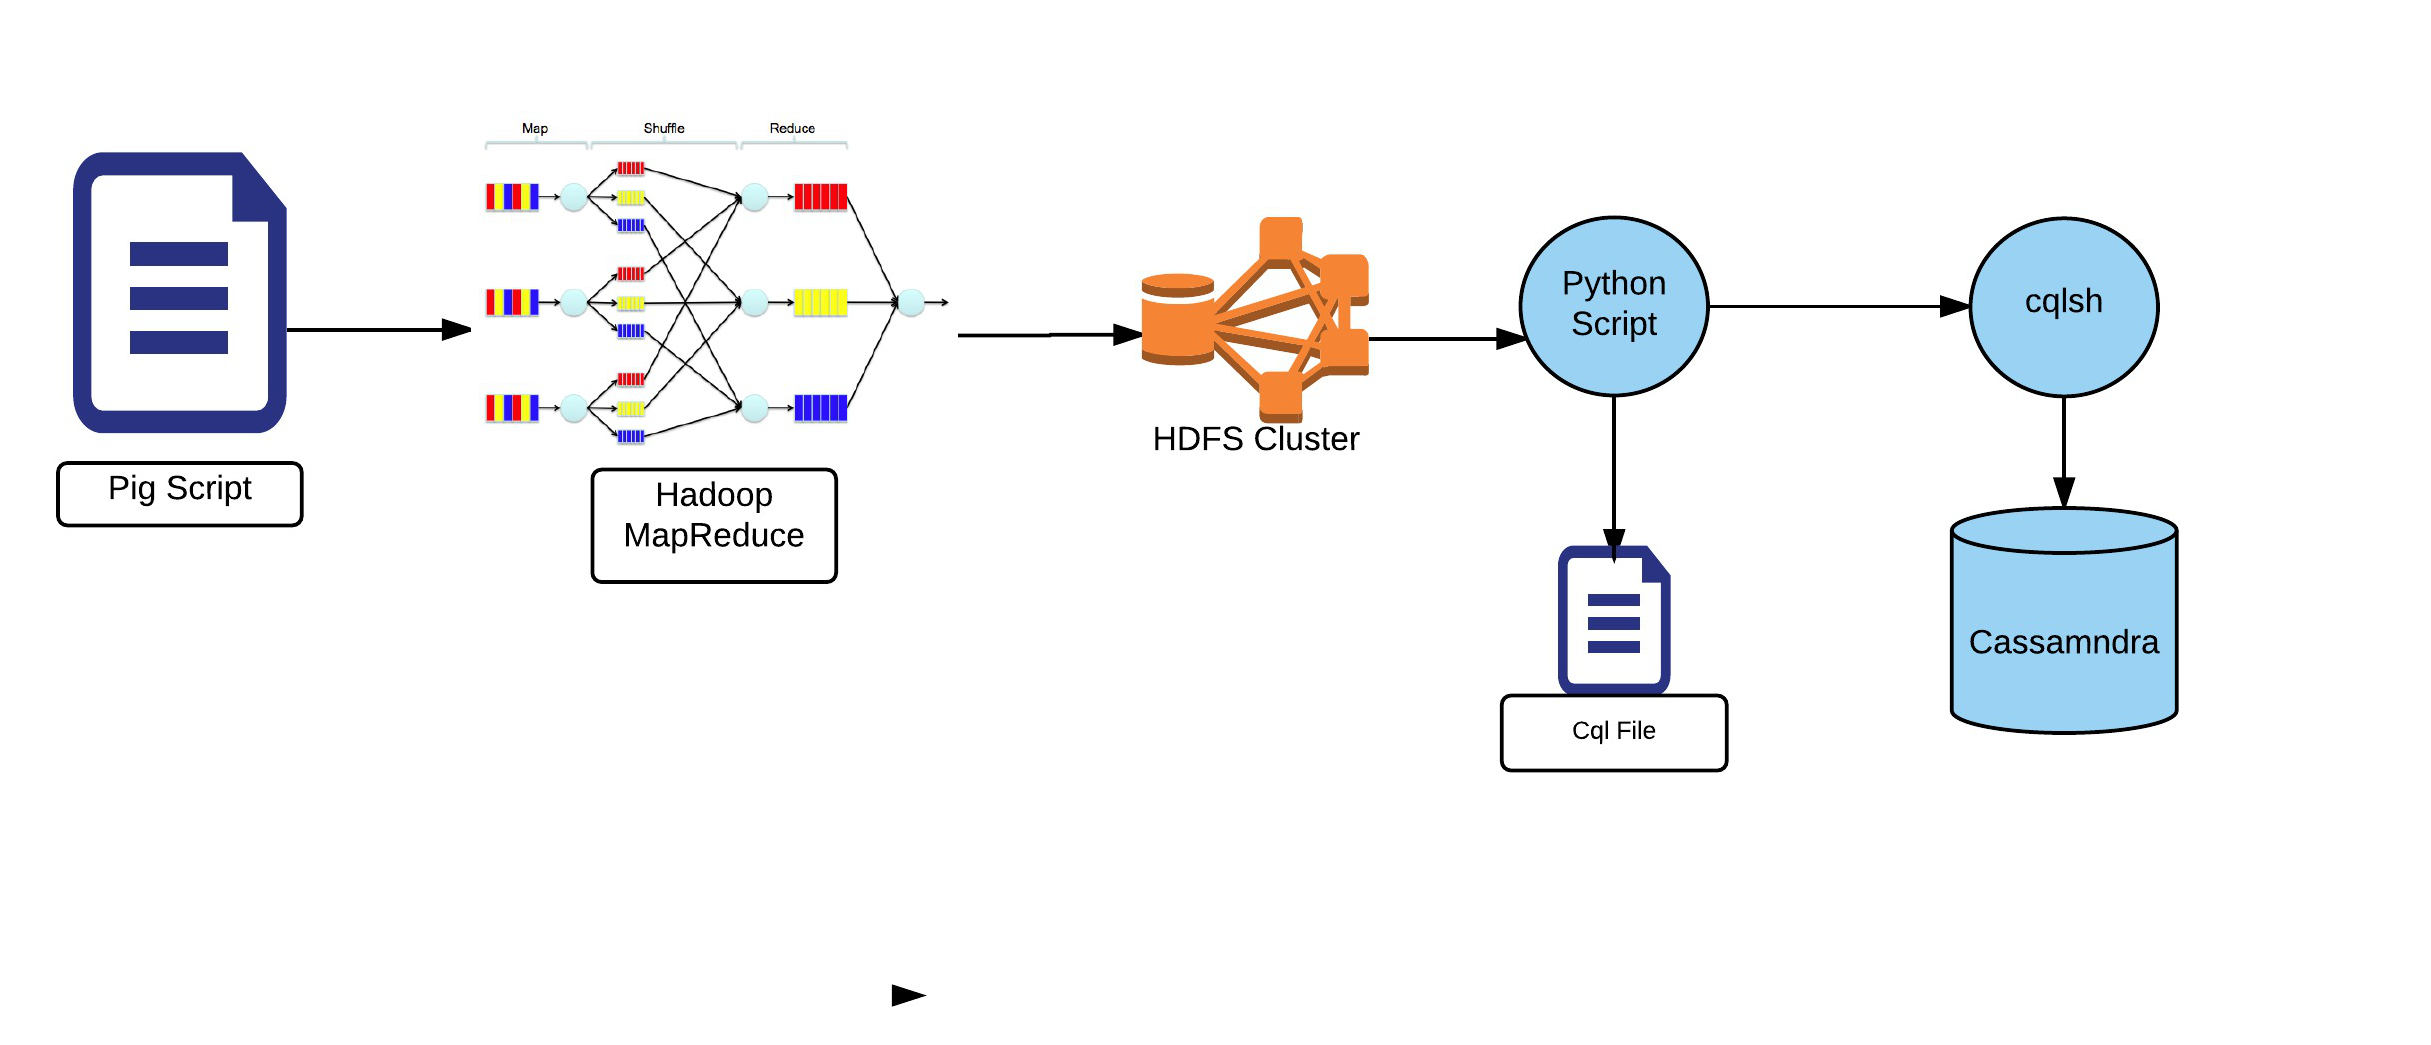 Map
Shuffle
Reduce
Pig Script
Hadoop
MapReduce
HDFS Cluster
Python
Script
cqlsh
Cql File
Cassamndra